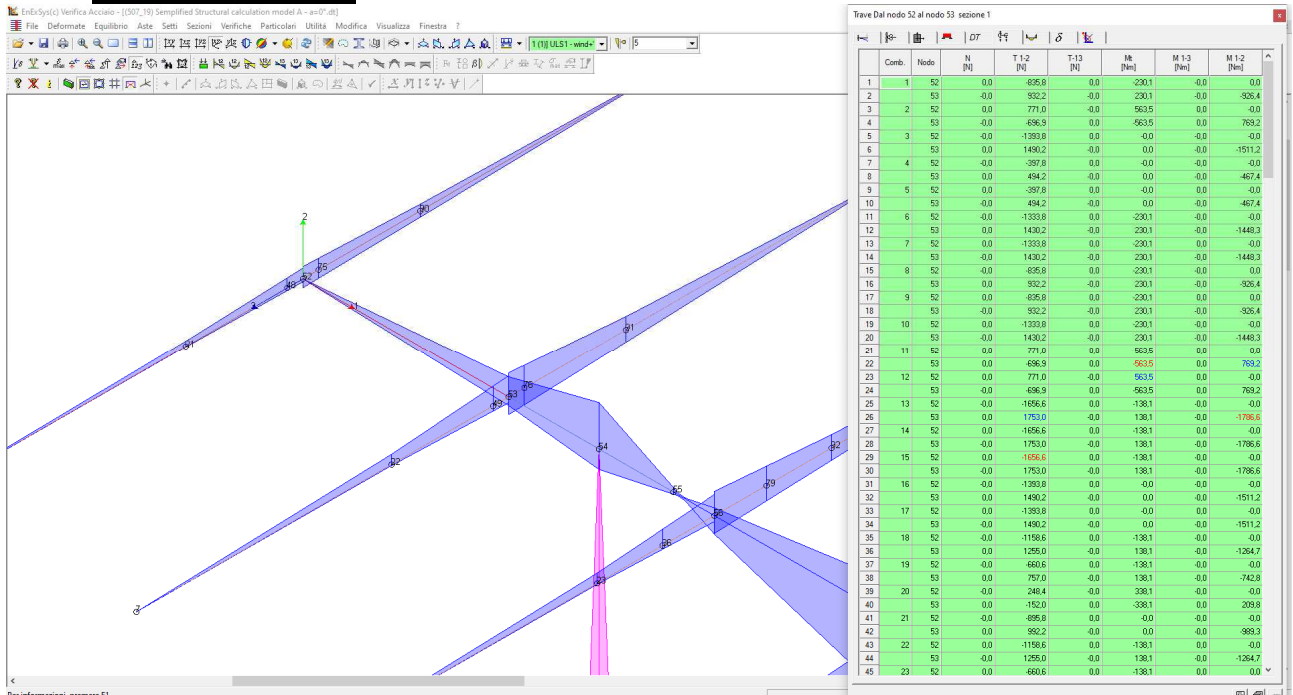 EnExSys(c) Verifica Acciaio - [(507_19) Semplified Structural calculation model A - a=0°.dt]
File Deformate Equilibrio Aste Setti Sezioni Verifiche Particolari Utilità Modifica Visualizza Finestra ?
1 (1)] ULS1 - wind+ 5
2
90
75
52
48
3
1
91
91
76
53
49
92
54
92
79
55
56
96
23
7
Per informazioni, premere F1
Trave Dal nodo 52 al nodo 53 sezione 1
x
DT δ
Comb. Nodo N [N] T 1-2 [N] T-13 [N] Mt [Nm] M 1-3 [Nm] M 1-2 [Nm]
1 1 52 0,0 -835,8 0,0 -230,1 -0,0 0,0
2 53 -0,0 932,2 -0,0 230,1 0,0 -926,4
3 2 52 0,0 771,0 0,0 563,5 0,0 -0,0
4 53 -0,0 -696,9 0,0 -563,5 -0,0 769,2
5 3 52 -0,0 -1393,8 0,0 -0,0 -0,0 -0,0
6 53 0,0 1490,2 -0,0 0,0 -0,0 -1511,2
7 4 52 -0,0 -397,8 0,0 -0,0 0,0 -0,0
8 53 0,0 494,2 -0,0 0,0 -0,0 -467,4
9 5 52 -0,0 -397,8 0,0 -0,0 0,0 -0,0
10 53 0,0 494,2 -0,0 0,0 -0,0 -467,4
11 6 52 0,0 -1333,8 0,0 -230,1 -0,0 -0,0
12 53 -0,0 1430,2 -0,0 230,1 0,0 -1448,3
13 7 52 0,0 -1333,8 0,0 -230,1 -0,0 -0,0
14 53 -0,0 1430,2 -0,0 230,1 0,0 -1448,3
15 8 52 0,0 -835,8 0,0 -230,1 -0,0 0,0
16 53 -0,0 932,2 -0,0 230,1 0,0 -926,4
17 9 52 0,0 -835,8 0,0 -230,1 -0,0 0,0
18 53 -0,0 932,2 -0,0 230,1 0,0 -926,4
19 10 52 0,0 -1333,8 0,0 -230,1 -0,0 -0,0
20 53 -0,0 1430,2 -0,0 230,1 0,0 -1448,3
21 11 52 0,0 771,0 0,0 563,5 0,0 0,0
22 53 -0,0 -696,9 0,0 -563,5 -0,0 769,2
23 12 52 0,0 771,0 0,0 563,5 0,0 -0,0
24 53 -0,0 -696,9 0,0 -563,5 -0,0 769,2
25 13 52 -0,0 -1656,6 0,0 -138,1 -0,0 -0,0
26 53 0,0 1753,0 -0,0 138,1 0,0 -1786,6
27 14 52 -0,0 -1656,6 0,0 -138,1 -0,0 -0,0
28 53 0,0 1753,0 -0,0 138,1 0,0 -1786,6
29 15 52 -0,0 -1656,6 0,0 -138,1 -0,0 -0,0
30 53 0,0 1753,0 -0,0 138,1 0,0 -1786,6
31 16 52 -0,0 -1393,8 0,0 -0,0 -0,0 -0,0
32 53 0,0 1490,2 -0,0 0,0 -0,0 -1511,2
33 17 52 -0,0 -1393,8 0,0 -0,0 0,0 -0,0
34 53 0,0 1490,2 -0,0 0,0 -0,0 -1511,2
35 18 52 -0,0 -1158,6 0,0 -138,1 -0,0 -0,0
36 53 0,0 1255,0 -0,0 138,1 0,0 -1264,7
37 19 52 -0,0 -660,6 0,0 -138,1 -0,0 -0,0
38 53 0,0 757,0 -0,0 138,1 0,0 -742,8
39 20 52 -0,0 248,4 0,0 338,1 0,0 -0,0
40 53 0,0 -152,0 -0,0 -338,1 -0,0 209,8
41 21 52 -0,0 -895,8 0,0 -0,0 -0,0 -0,0
42 53 0,0 992,2 -0,0 0,0 -0,0 -989,3
43 22 52 -0,0 -1158,6 0,0 -138,1 -0,0 -0,0
44 53 0,0 1255,0 -0,0 138,1 0,0 -1264,7
45 23 52 -0,0 -660,6 0,0 -138,1 -0,0 0,0